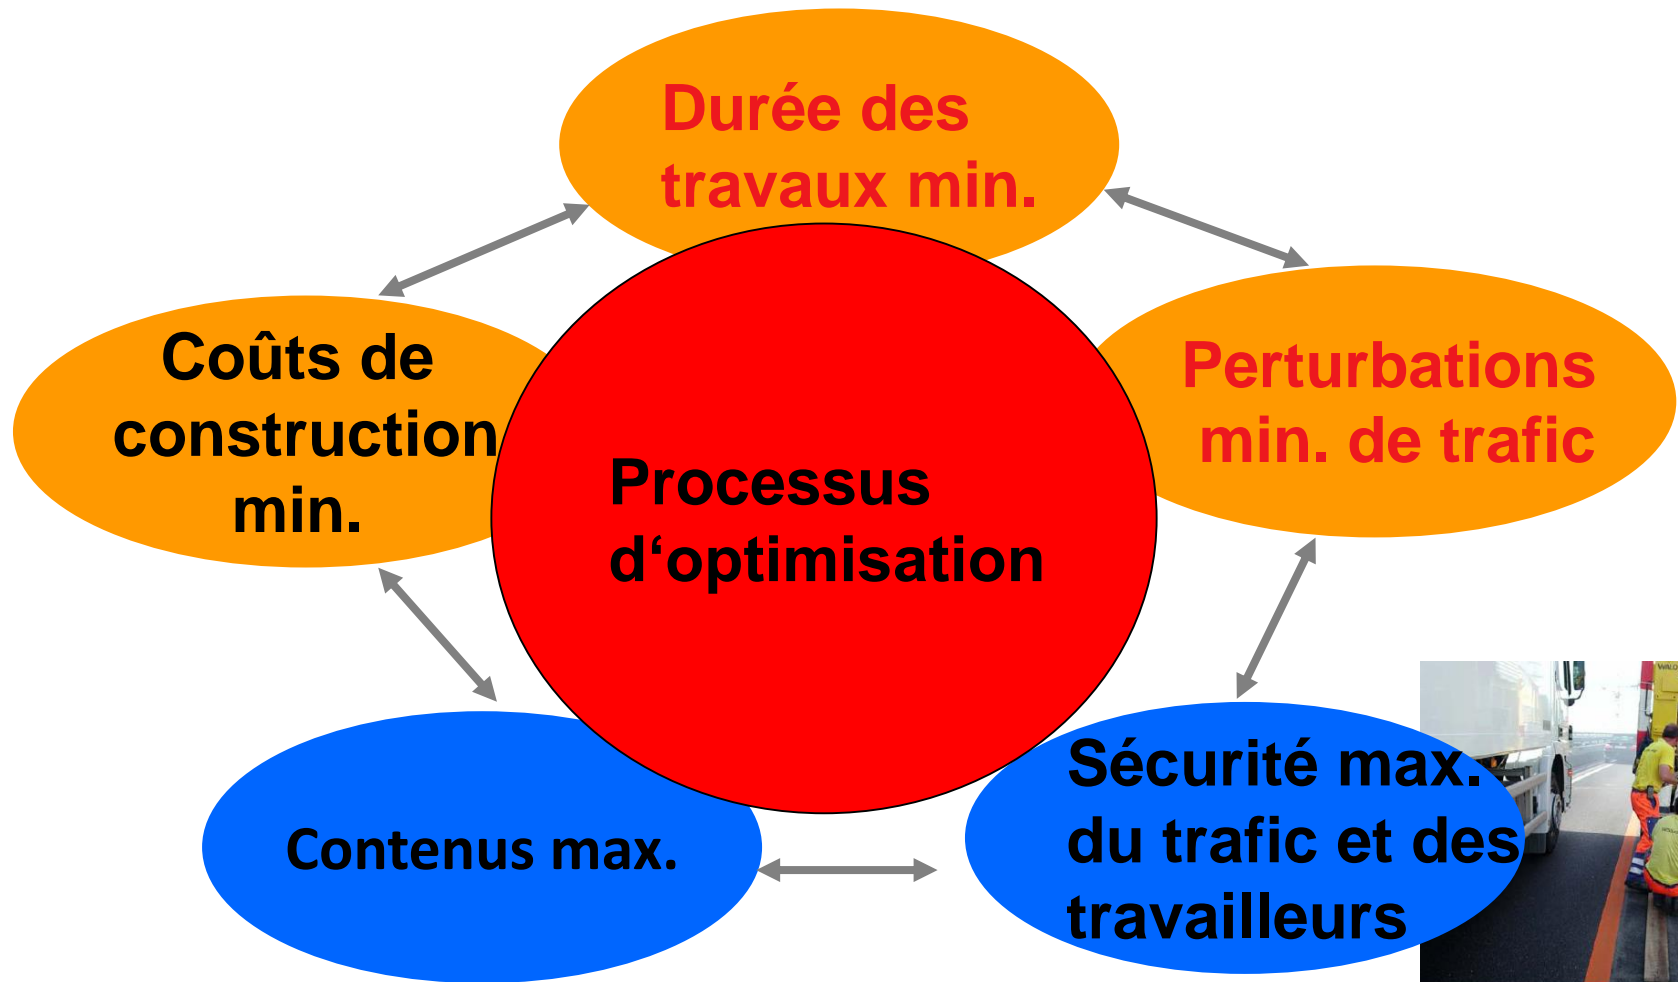 Durée des
travaux min.
Coûts de
construction
min.
Perturbations
min. de trafic
Processus
d‘optimisation
Contenus max.
Sécurité max.
du trafic et des
travailleurs